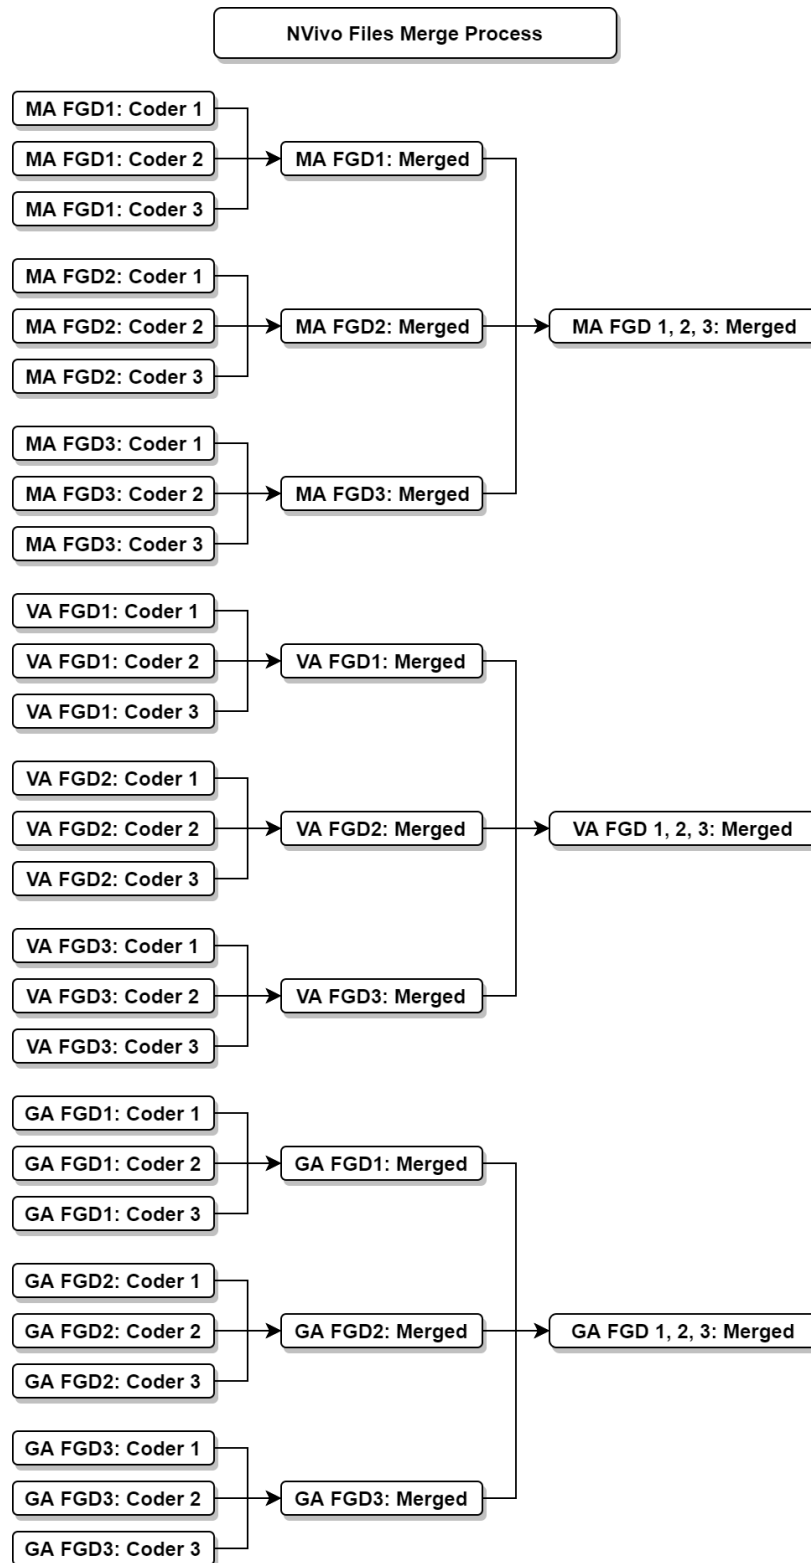 NVivo Files Merge Process
MA FGD1: Coder 1
MA FGD1: Coder 2
MA FGD1: Coder 3
MA FGD1: Merged
MA FGD2: Coder 1
MA FGD2: Coder 2
MA FGD2: Coder 3
MA FGD2: Merged
MA FGD3: Coder 1
MA FGD3: Coder 2
MA FGD3: Coder 3
MA FGD3: Merged
MA FGD 1, 2, 3: Merged
VA FGD1: Coder 1
VA FGD1: Coder 2
VA FGD1: Coder 3
VA FGD1: Merged
VA FGD2: Coder 1
VA FGD2: Coder 2
VA FGD2: Coder 3
VA FGD2: Merged
VA FGD3: Coder 1
VA FGD3: Coder 2
VA FGD3: Coder 3
VA FGD3: Merged
VA FGD 1, 2, 3: Merged
GA FGD1: Coder 1
GA FGD1: Coder 2
GA FGD1: Coder 3
GA FGD1: Merged
GA FGD2: Coder 1
GA FGD2: Coder 2
GA FGD2: Coder 3
GA FGD2: Merged
GA FGD3: Coder 1
GA FGD3: Coder 2
GA FGD3: Coder 3
GA FGD3: Merged
GA FGD 1, 2, 3: Merged